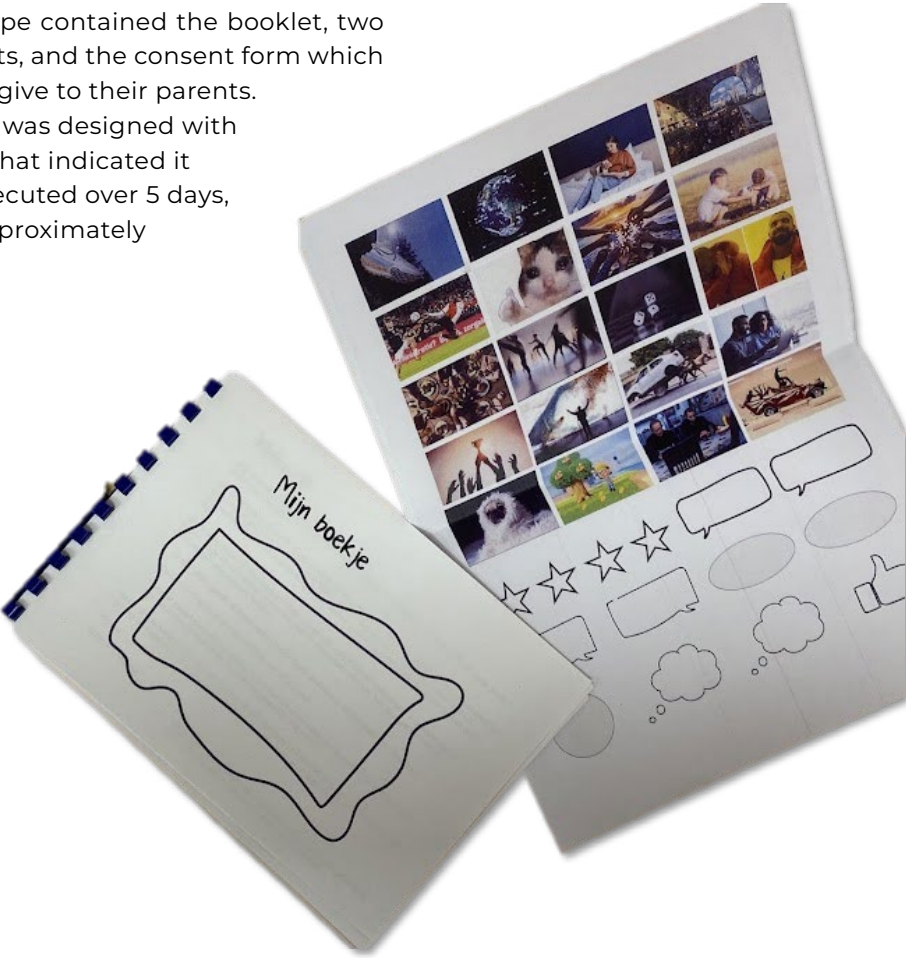 pe contained the booklet, two
ts, and the consent form which
give to their parents.
was designed with
hat indicated it
ecuted over 5 days,
proximately
Mijn boekje